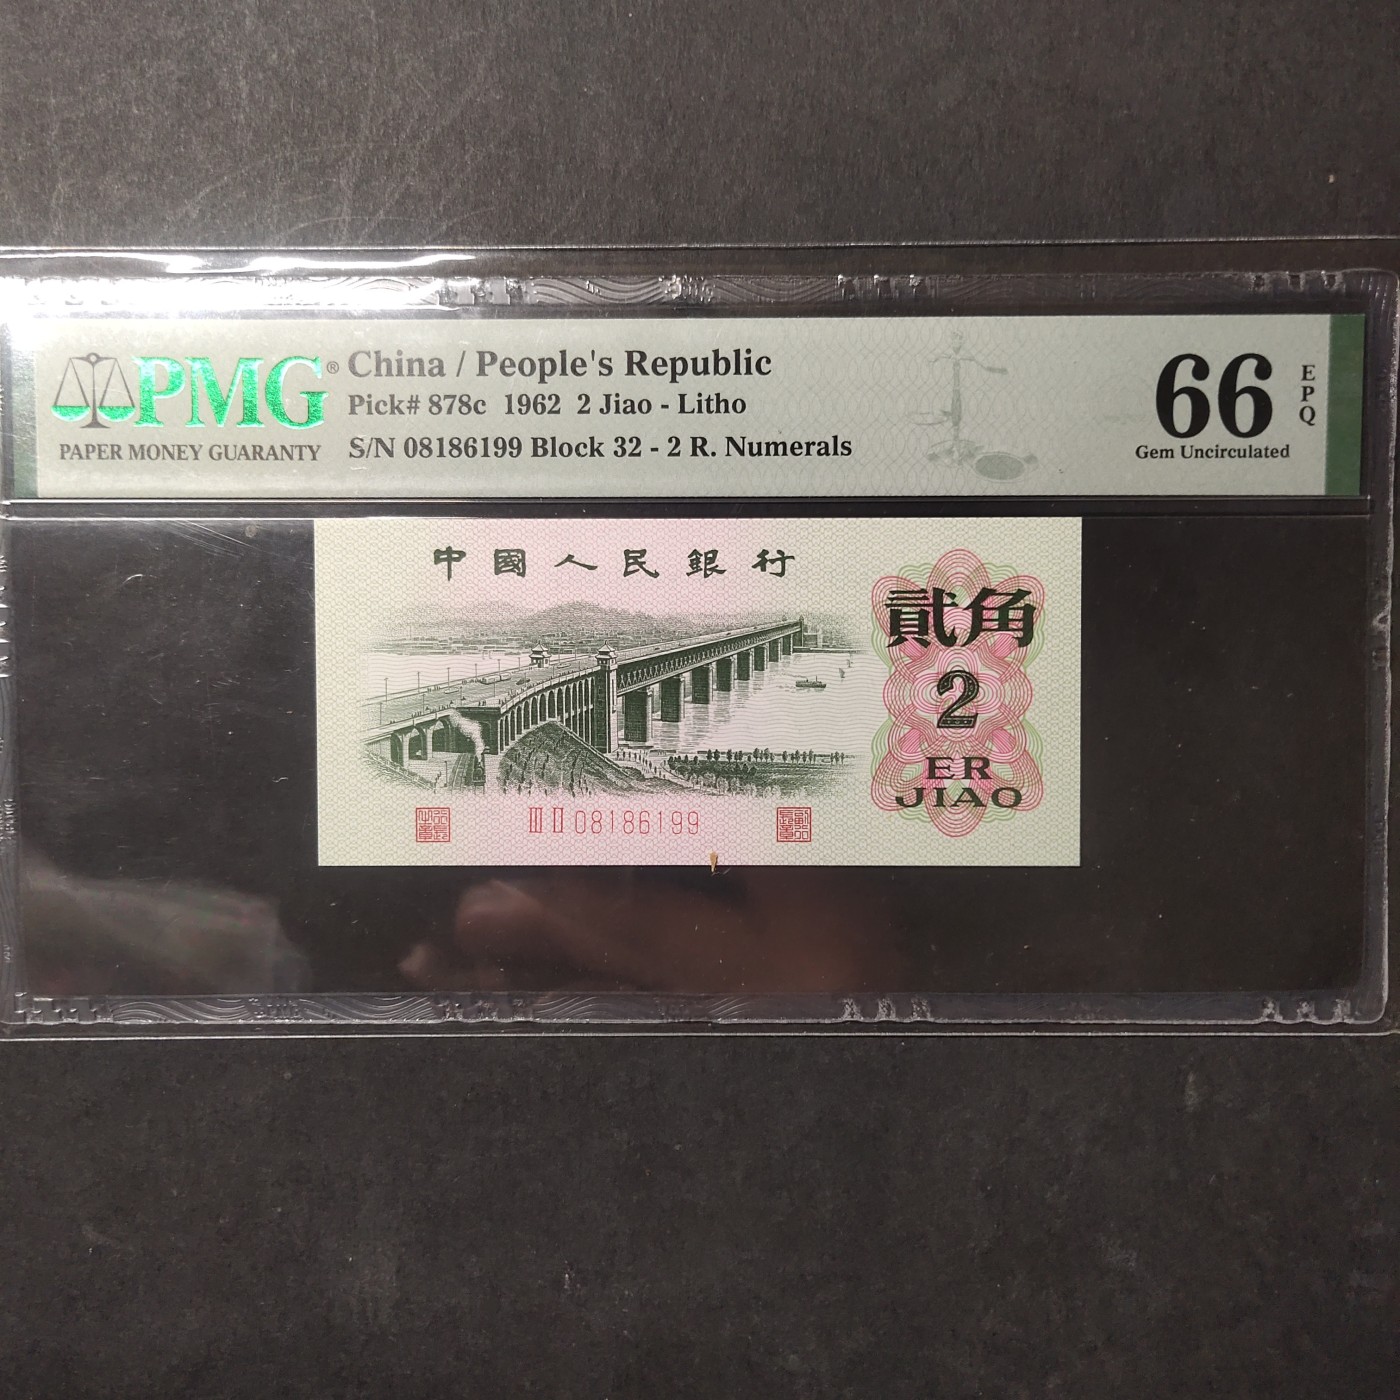 PMG®
PAPER MONEY GUARANTY
China / People's Republic
Pick# 878c 1962 2 Jiao - Litho
S/N 08186199 Block 32 - 2 R. Numerals
66
EPQ
Gem Uncirculated
中國人民銀行
貳角
2
ER
JIAO
III II 08186199